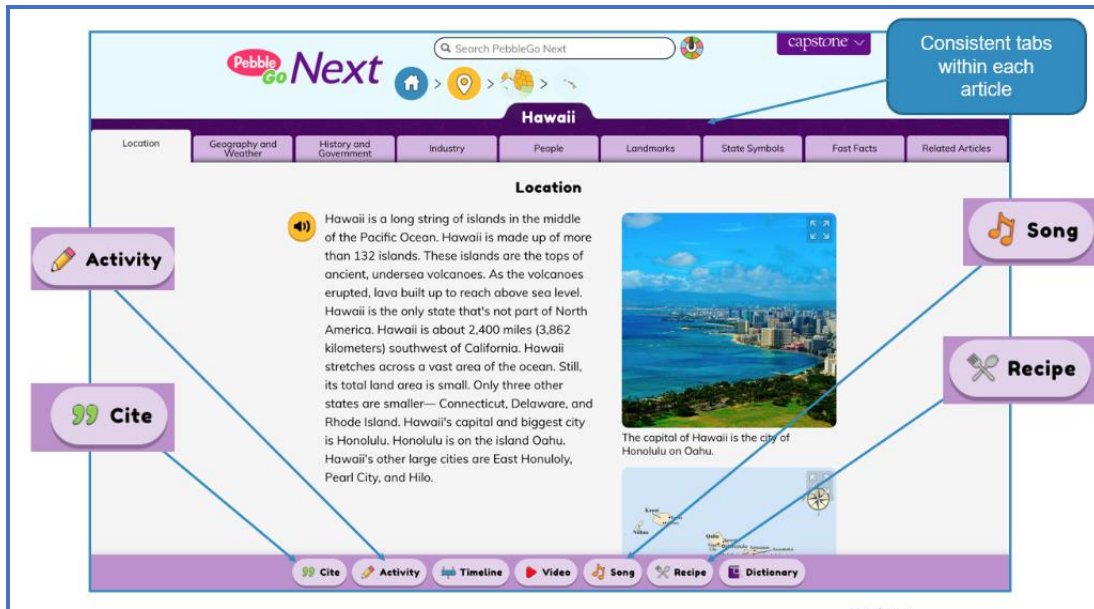 Pebble Go Next
Search PebbleGo Next
capstone
Consistent tabs
within each
article
Hawaii
Location
Geography and
Weather
History and
Government
Industry
People
Landmarks
State Symbols
Fast Facts
Related Articles
Location
Hawaii is a long string of islands in the middle
of the Pacific Ocean. Hawaii is made up of more
than 132 islands. These islands are the tops of
ancient, undersea volcanoes. As the volcanoes
erupted, lava built up to reach above sea level.
Hawaii is the only state that's not part of North
America. Hawaii is about 2,400 miles (3,862
kilometers) southwest of California. Hawaii
stretches across a vast area of the ocean. Still,
its total land area is small. Only three other
states are smaller— Connecticut, Delaware, and
Rhode Island. Hawaii's capital and biggest city
is Honolulu. Honolulu is on the island Oahu.
Hawaii's other large cities are East Honuloly,
Pearl City, and Hilo.
The capital of Hawaii is the city of
Honolulu on Oahu.
Kauai
Niihau
Oahu
Activity
Cite
Song
Recipe
Cite
Activity
Timeline
Video
Song
Recipe
Dictionary